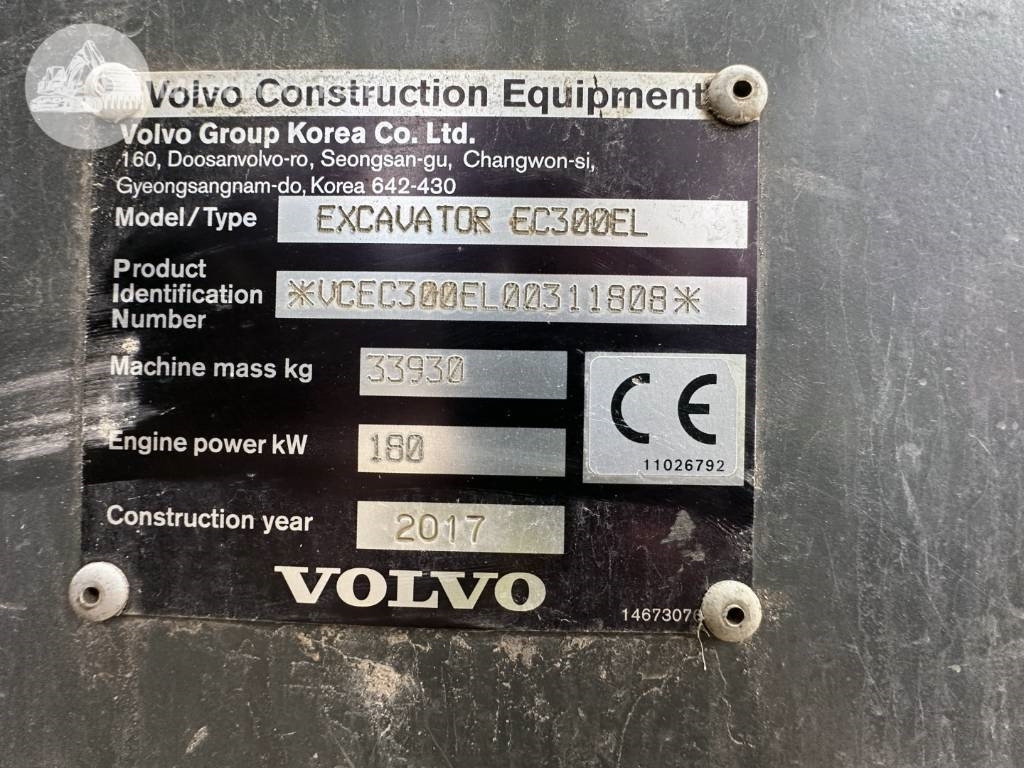 Volvo Construction Equipment
Volvo Group Korea Co. Ltd.
160, Doosanvolvo-ro, Seongsan-gu, Changwon-si,
Gyeongsangnam-do, Korea 642-430
Model/Type EXCAVATOR EC300EL
Product
Identification
Number
*VCEC300EL00311808*
Machine mass kg 33930
CE
11026792
Engine power kW 180
Construction year 2017
VOLVO